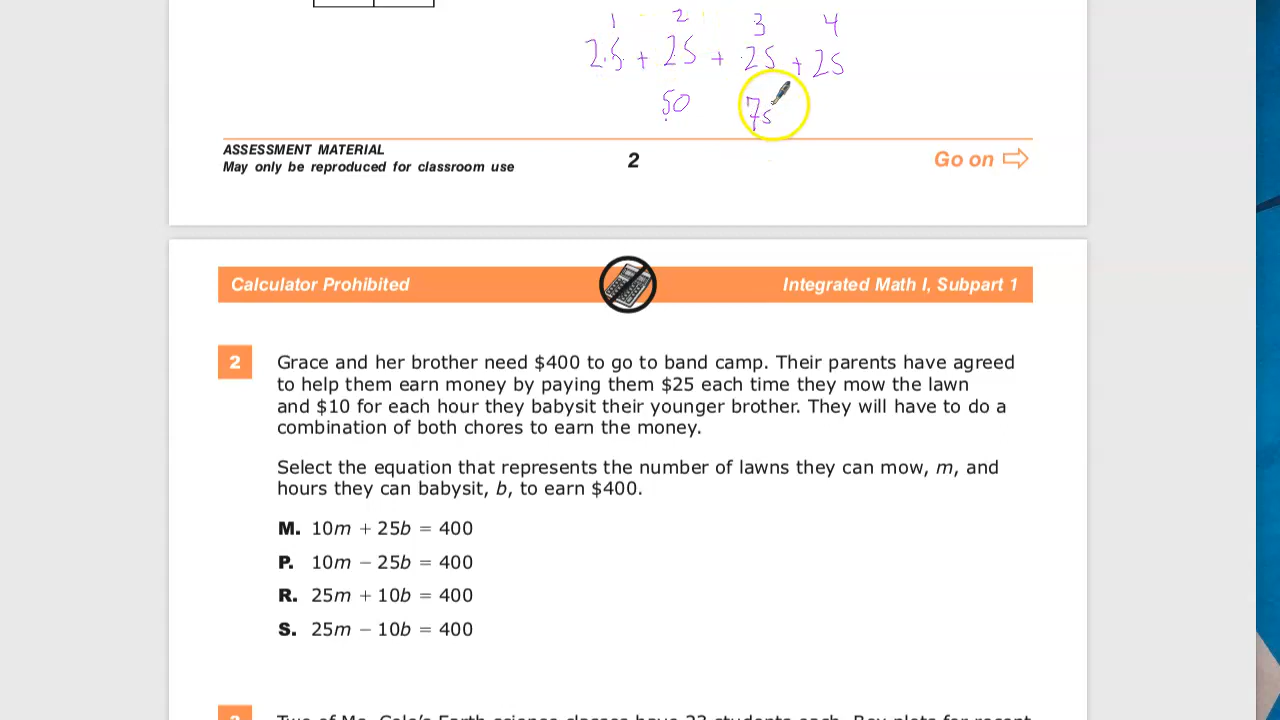 1 2 3 4
25 + 25 + 25 + 25
50 75
ASSESSMENT MATERIAL
May only be reproduced for classroom use
2
Go on
Calculator Prohibited
Integrated Math I, Subpart 1
2
Grace and her brother need $400 to go to band camp. Their parents have agreed
to help them earn money by paying them $25 each time they mow the lawn
and $10 for each hour they babysit their younger brother. They will have to do a
combination of both chores to earn the money.
Select the equation that represents the number of lawns they can mow, m, and
hours they can babysit, b, to earn $400.
M. 10m + 25b = 400
P. 10m − 25b = 400
R. 25m + 10b = 400
S. 25m − 10b = 400